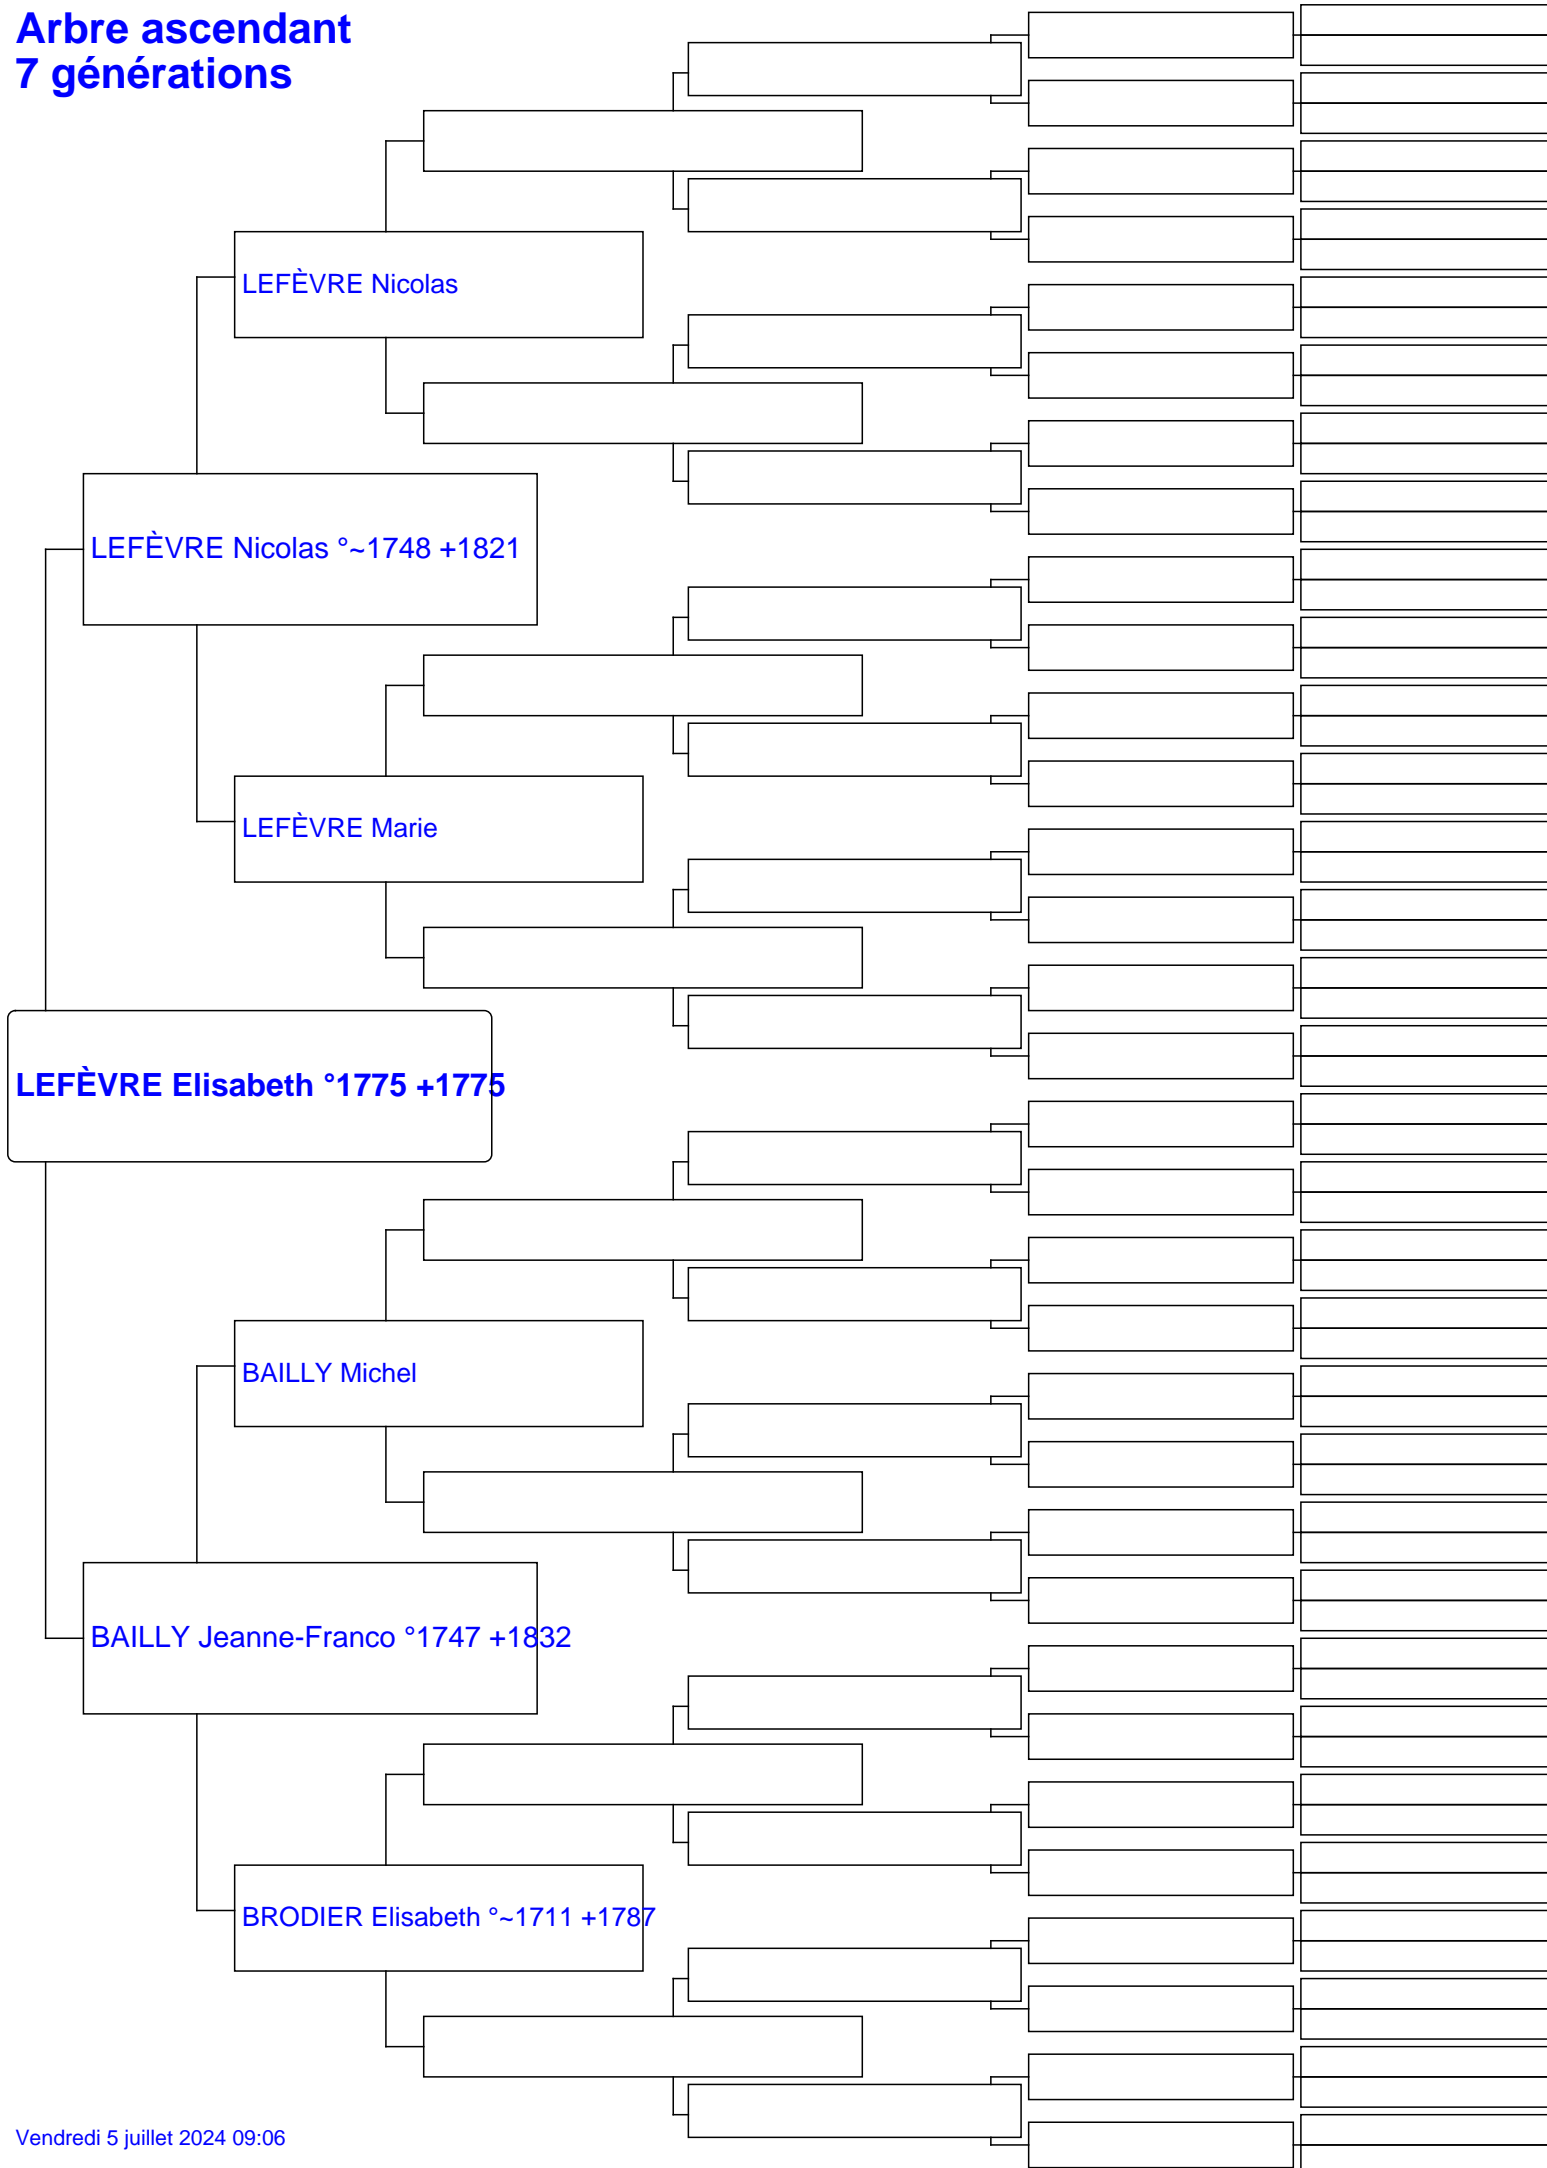 Arbre ascendant
7 générations
LEFÈVRE Nicolas
LEFÈVRE Nicolas °~1748 +1821
LEFÈVRE Marie
LEFÈVRE Elisabeth °1775 +1775
BAILLY Michel
BAILLY Jeanne-Franco °1747 +1832
BRODIER Elisabeth °~1711 +1787
Vendredi 5 juillet 2024 09:06